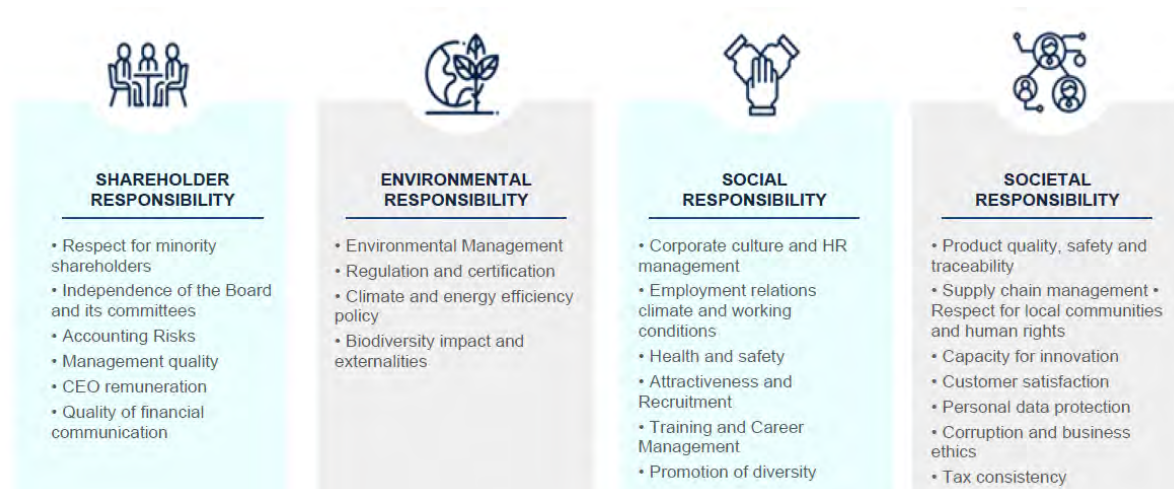 SHAREHOLDER
RESPONSIBILITY
• Respect for minority
shareholders
• Independence of the Board
and its committees
• Accounting Risks
• Management quality
• CEO remuneration
• Quality of financial
communication
ENVIRONMENTAL
RESPONSIBILITY
• Environmental Management
• Regulation and certification
• Climate and energy efficiency
policy
• Biodiversity impact and
externalities
SOCIAL
RESPONSIBILITY
• Corporate culture and HR
management
• Employment relations
climate and working
conditions
• Health and safety
• Attractiveness and
Recruitment
• Training and Career
Management
• Promotion of diversity
SOCIETAL
RESPONSIBILITY
• Product quality, safety and
traceability
• Supply chain management •
Respect for local communities
and human rights
• Capacity for innovation
• Customer satisfaction
• Personal data protection
• Corruption and business
ethics
• Tax consistency